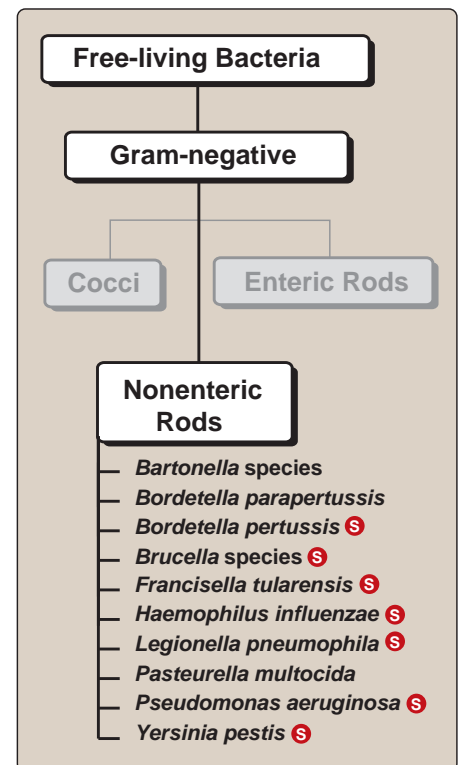 Free-living Bacteria
Gram-negative
Cocci
Enteric Rods
Nonenteric
Rods
Bartonella species
Bordetella parapertussis
Bordetella pertussis S
Brucella species S
Francisella tularensis S
Haemophilus influenzae S
Legionella pneumophila S
Pasteurella multocida
Pseudomonas aeruginosa S
Yersinia pestis S